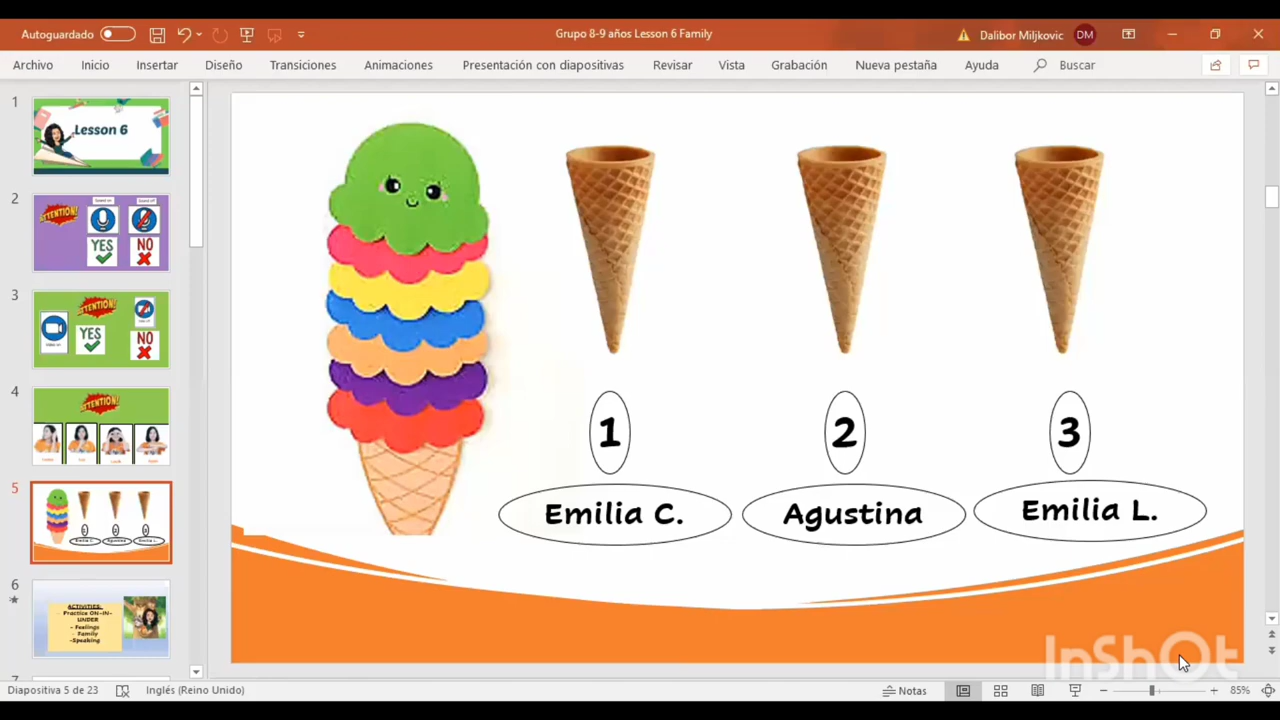 Autoguardado
Grupo 8-9 años Lesson 6 Family
Dalibor Miljkovic
DM
Archivo
Inicio
Insertar
Diseño
Transiciones
Animaciones
Presentación con diapositivas
Revisar
Vista
Grabación
Nueva pestaña
Ayuda
Buscar
1
Lesson 6
2
ATTENTION!
YES
NO
3
ATTENTION!
YES
NO
4
ATTENTION!
5
6
ACTIVITIES:
Practice ON-IN-
UNDER
- Feelings
- Family
-Speaking
1
2
3
Emilia C.
Agustina
Emilia L.
InShOt
Diapositiva 5 de 23
Inglés (Reino Unido)
Notas
85%